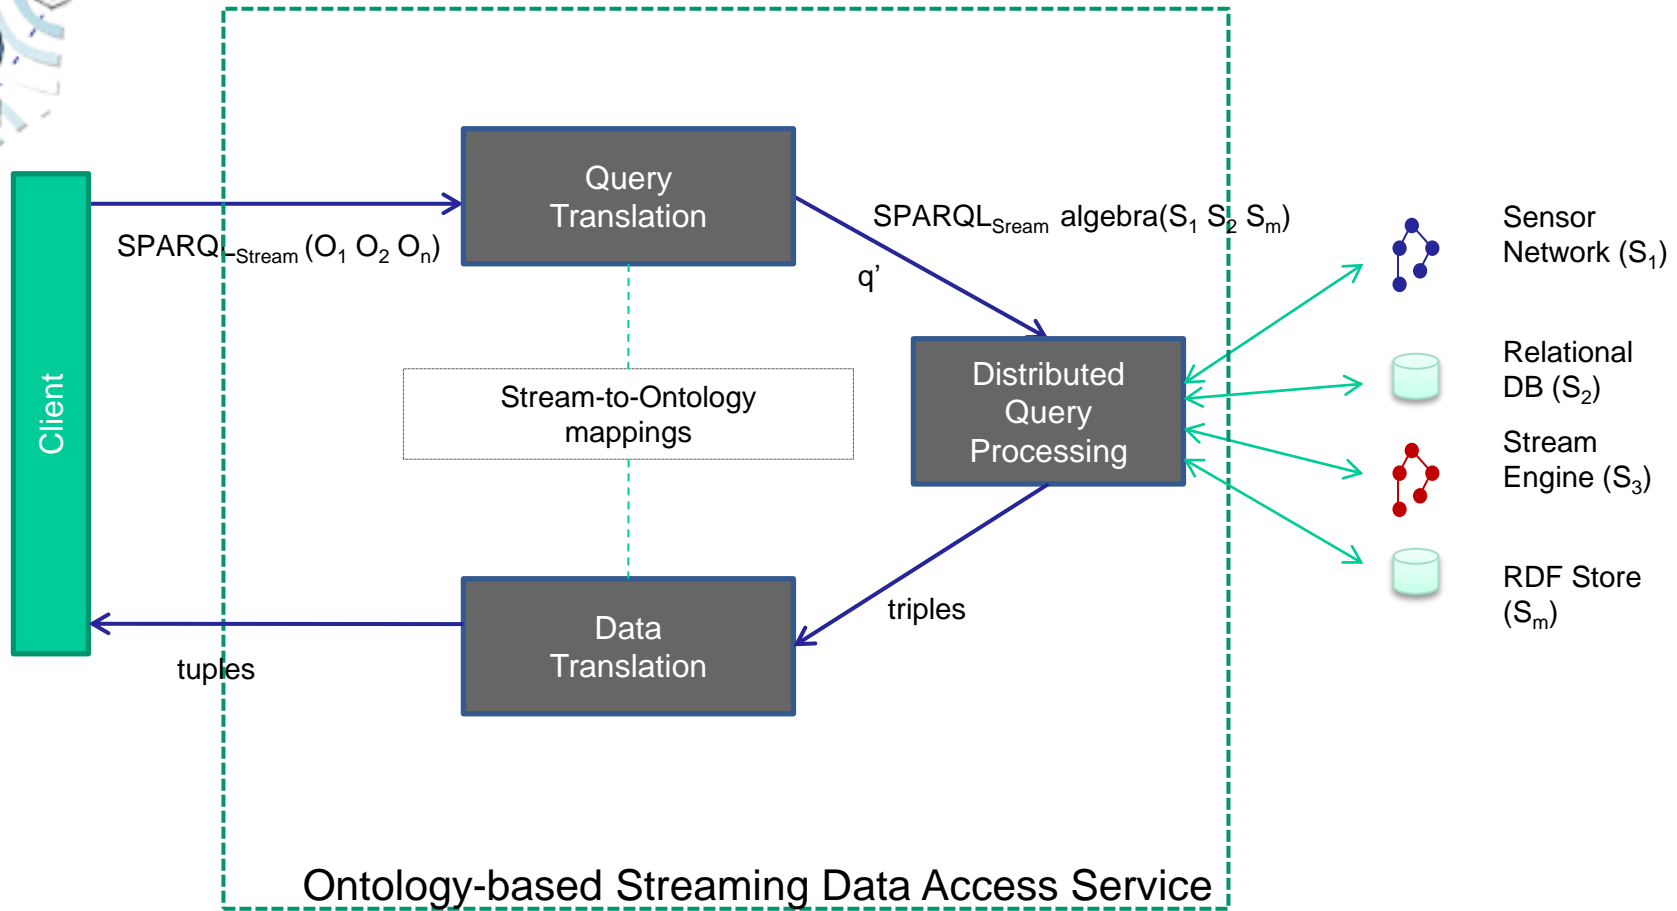 Client
SPARQLStream (O1 O2 On)
Query
Translation
SPARQLSream algebra(S1 S2 Sm)
q’
Stream-to-Ontology
mappings
Distributed
Query
Processing
Data
Translation
triples
tuples
Sensor
Network (S1)
Relational
DB (S2)
Stream
Engine (S3)
RDF Store
(Sm)
Ontology-based Streaming Data Access Service